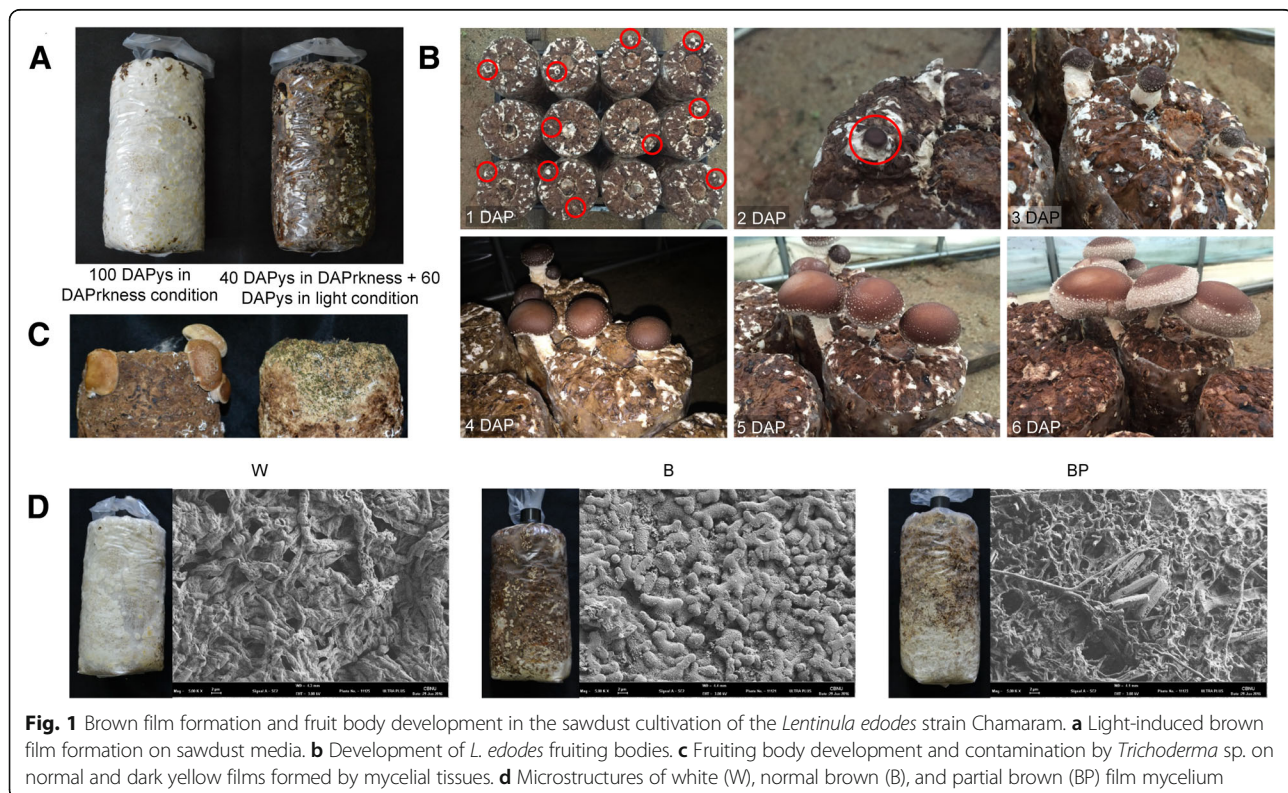 A
B
1 DAP
2 DAP
3 DAP
100 DAPys in
DAPrkness condition
40 DAPys in DAPrkness + 60
DAPys in light condition
C
4 DAP
5 DAP
6 DAP
W
B
BP
D
Fig. 1 Brown film formation and fruit body development in the sawdust cultivation of the Lentinula edodes strain Chamaram. a Light-induced brown
film formation on sawdust media. b Development of L. edodes fruiting bodies. c Fruiting body development and contamination by Trichoderma sp. on
normal and dark yellow films formed by mycelial tissues. d Microstructures of white (W), normal brown (B), and partial brown (BP) film mycelium